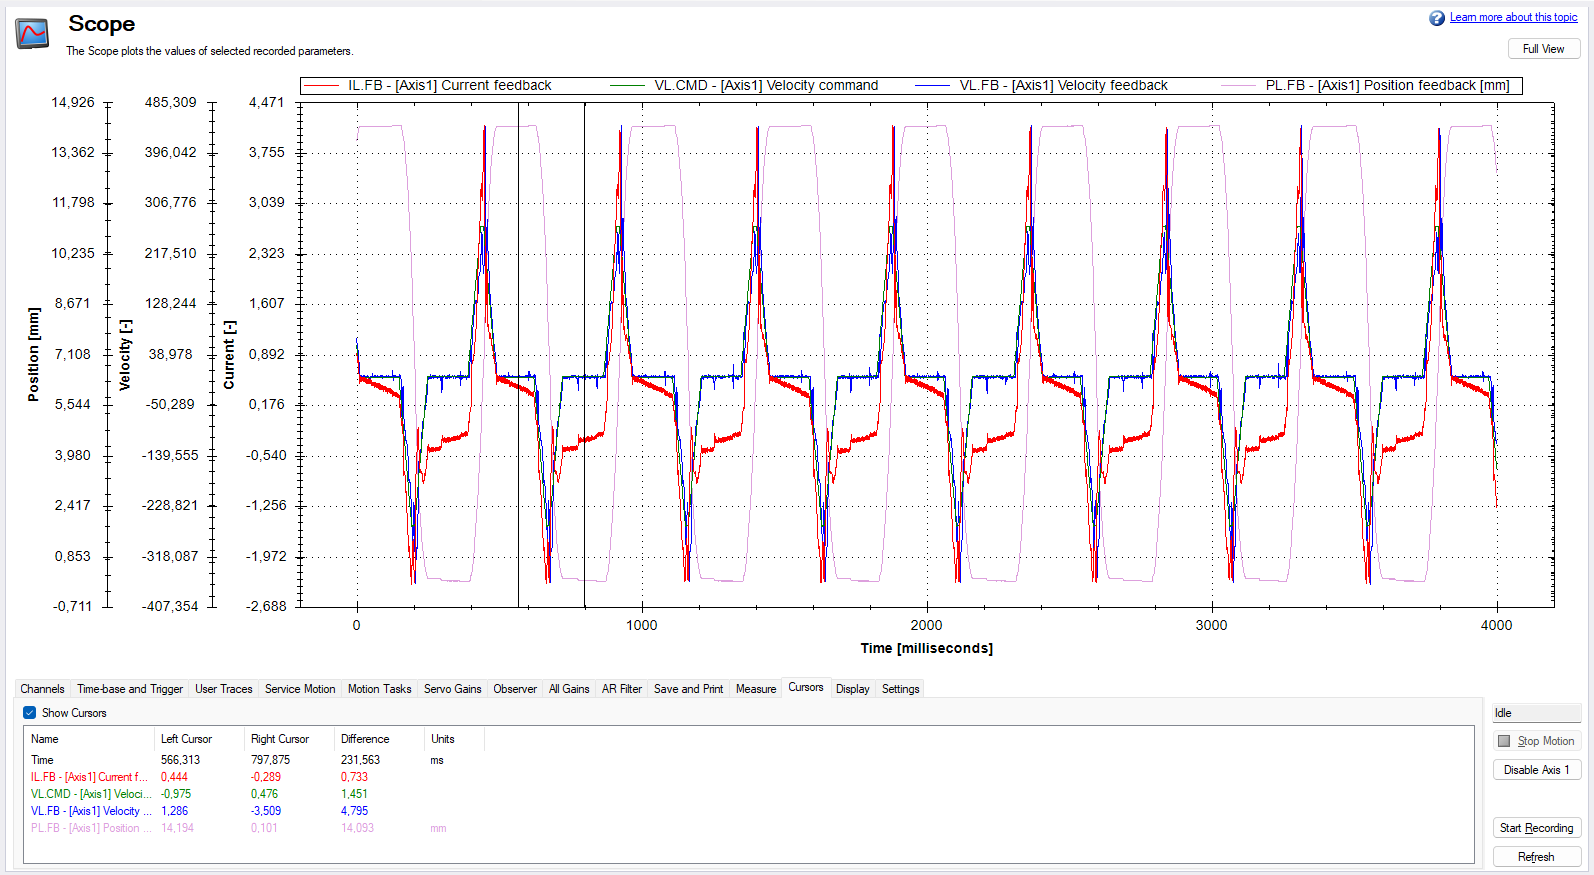 Scope
The Scope plots the values of selected recorded parameters.
Learn more about this topic
Full View
IL.FB - [Axis1] Current feedback VL.CMD - [Axis1] Velocity command VL.FB - [Axis1] Velocity feedback PL.FB - [Axis1] Position feedback [mm]
14,926 485,309 4,471
13,362 396,042 3,755
11,798 306,776 3,039
10,235 217,510 2,323
8,671 128,244 1,607
7,108 38,978 0,892
5,544 -50,289 0,176
3,980 -139,555 -0,540
2,417 -228,821 -1,256
0,853 -318,087 -1,972
-0,711 -407,354 -2,688
Position [mm]
Velocity [-]
Current [-]
0 1000 2000 3000 4000
Time [milliseconds]
Channels Time-base and Trigger User Traces Service Motion Motion Tasks Servo Gains Observer All Gains AR Filter Save and Print Measure Cursors Display Settings
Show Cursors
Name Left Cursor Right Cursor Difference Units
Time 566,313 797,875 231,563 ms
IL.FB - [Axis1] Current f... 0,444 -0,289 0,733
VL.CMD - [Axis1] Veloci... -0,975 0,476 1,451
VL.FB - [Axis1] Velocity ... 1,286 -3,509 4,795
PL.FB - [Axis1] Position ... 14,194 0,101 14,093 mm
Idle
Stop Motion
Disable Axis 1
Start Recording
Refresh